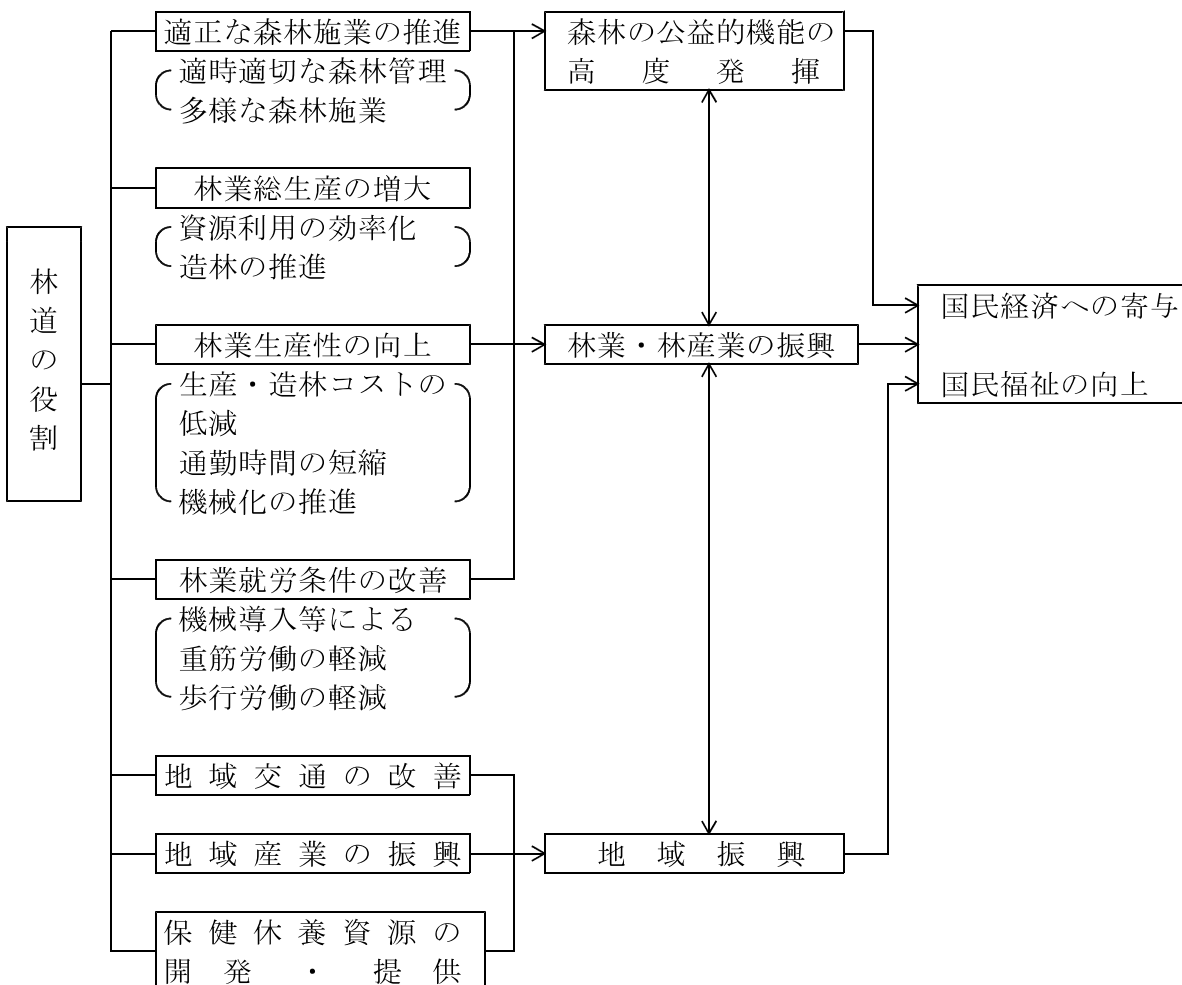 林道の役割
適正な森林施業の推進
適時適切な森林管理
多様な森林施業
林業総生産の増大
資源利用の効率化
造林の推進
林業生産性の向上
生産・造林コストの
低減
通勤時間の短縮
機械化の推進
林業就労条件の改善
機械導入等による
重筋労働の軽減
歩行労働の軽減
地域交通の改善
地域産業の振興
保健休養資源の
開発・提供
森林の公益的機能の
高度発揮
林業・林産業の振興
地域振興
国民経済への寄与
国民福祉の向上